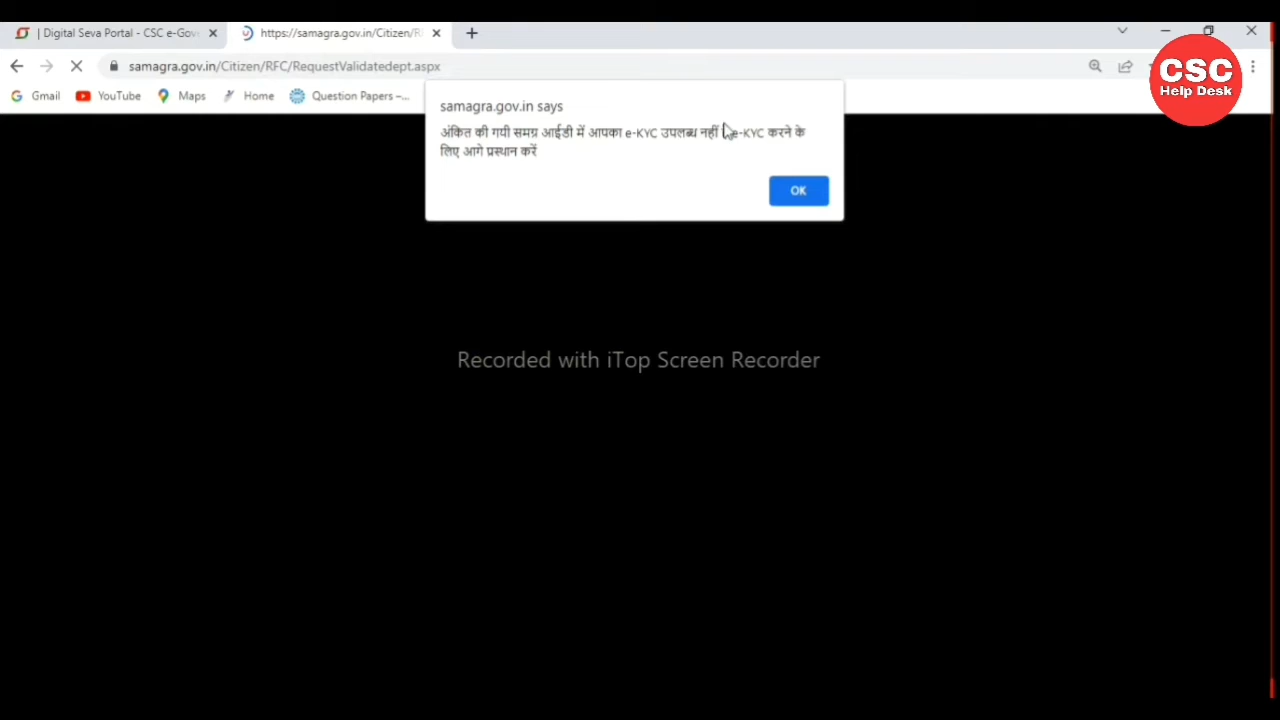 | Digital Seva Portal - CSC e-Gov
https://samagra.gov.in/Citizen/R
samagra.gov.in/Citizen/RFC/RequestValidatedept.aspx
CSC
Help Desk
Gmail
YouTube
Maps
Home
Question Papers –...
samagra.gov.in says
अंकित की गयी समग्र आईडी में आपका e-KYC उपलब्ध नहीं e-KYC करने के
लिए आगे प्रस्थान करें
OK
Recorded with iTop Screen Recorder